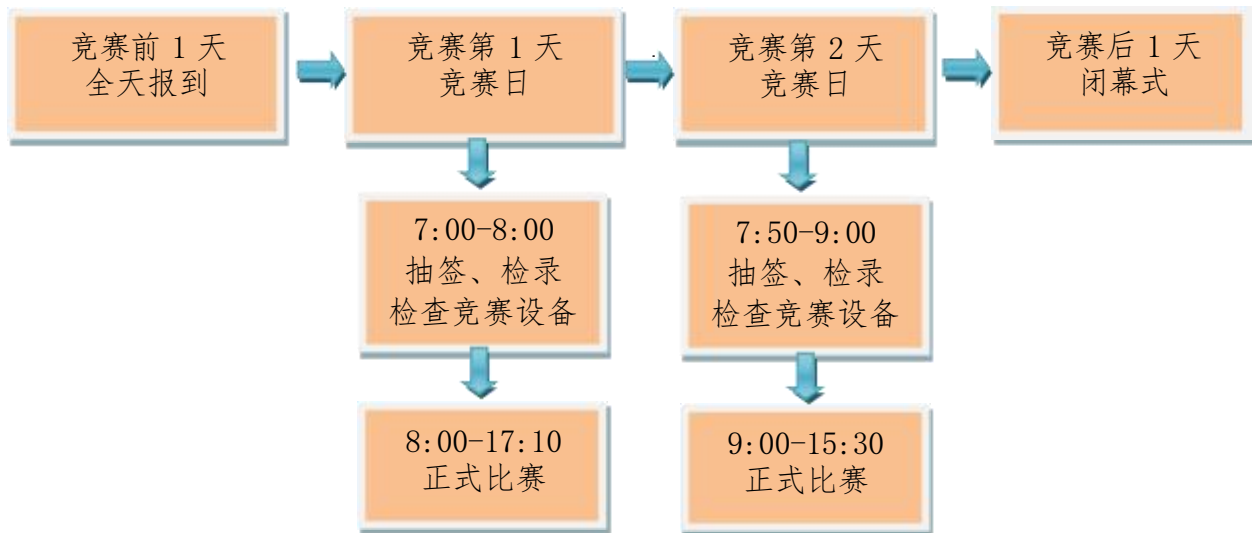 竞赛前 1 天
全天报到
竞赛第 1 天
竞赛日
竞赛第 2 天
竞赛日
竞赛后 1 天
闭幕式
7:00-8:00
抽签、检录
检查竞赛设备
7:50-9:00
抽签、检录
检查竞赛设备
8:00-17:10
正式比赛
9:00-15:30
正式比赛